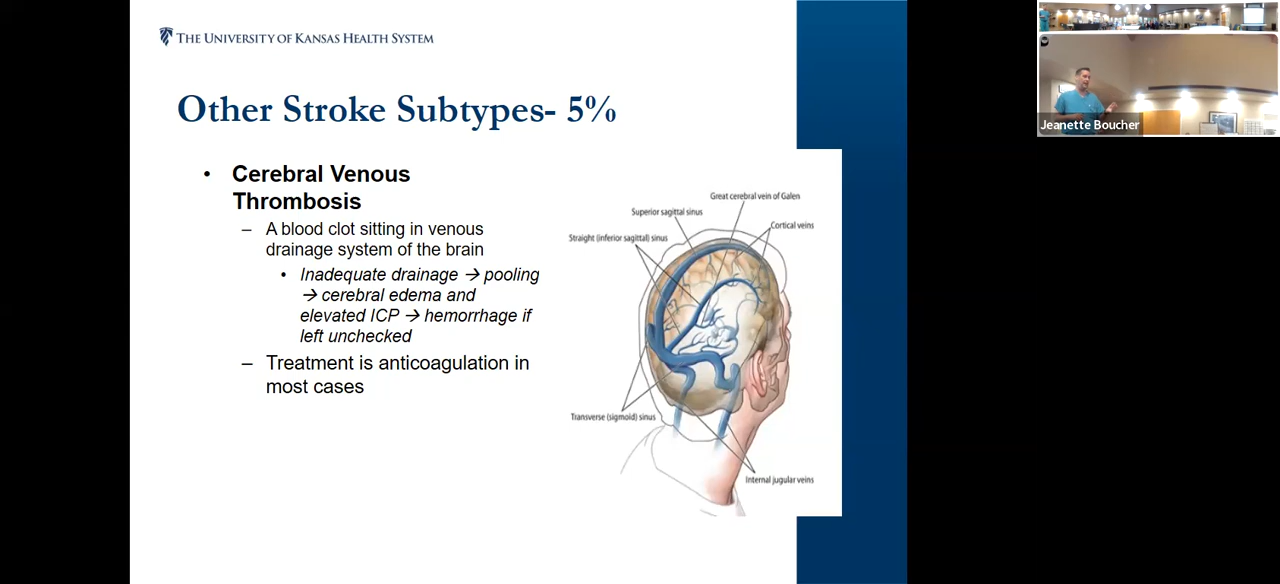 THE UNIVERSITY OF KANSAS HEALTH SYSTEM
Other Stroke Subtypes- 5%
• Cerebral Venous
Thrombosis
– A blood clot sitting in venous
drainage system of the brain
• Inadequate drainage → pooling
→ cerebral edema and
elevated ICP → hemorrhage if
left unchecked
– Treatment is anticoagulation in
most cases
Great cerebral vein of Galen
Superior sagittal sinus
Cortical veins
Straight (inferior sagittal) sinus
Transverse (sigmoid) sinus
Internal jugular veins
Jeanette Boucher